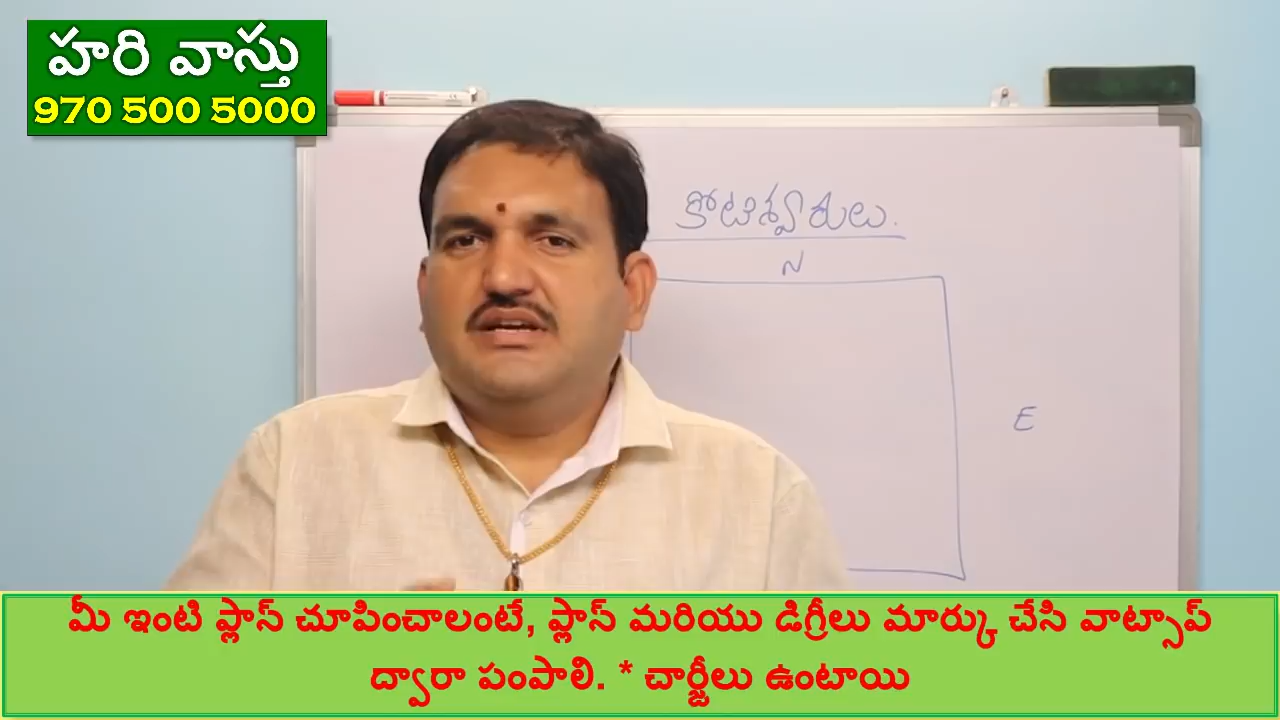 హరి వాస్తు
970 500 5000
కోటిశ్వరులు.
N
E
మీ ఇంటి ప్లాన్ చూపించాలంటే, ప్లాన్ మరియు డిగ్రీలు మార్కు చేసి వాట్సాప్
ద్వారా పంపాలి. * చార్జీలు ఉంటాయి